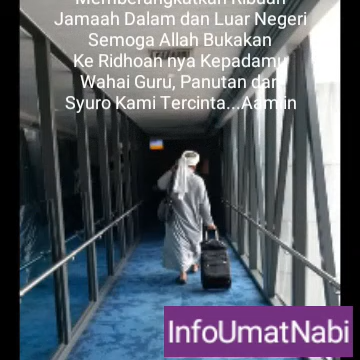 Memberangkatkan Ribuan
Jamaah Dalam dan Luar Negeri
Semoga Allah Bukakan
Ke Ridhoan nya Kepadamu
Wahai Guru, Panutan dan
Syuro Kami Tercinta...Aamiin
InfoUmatNabi